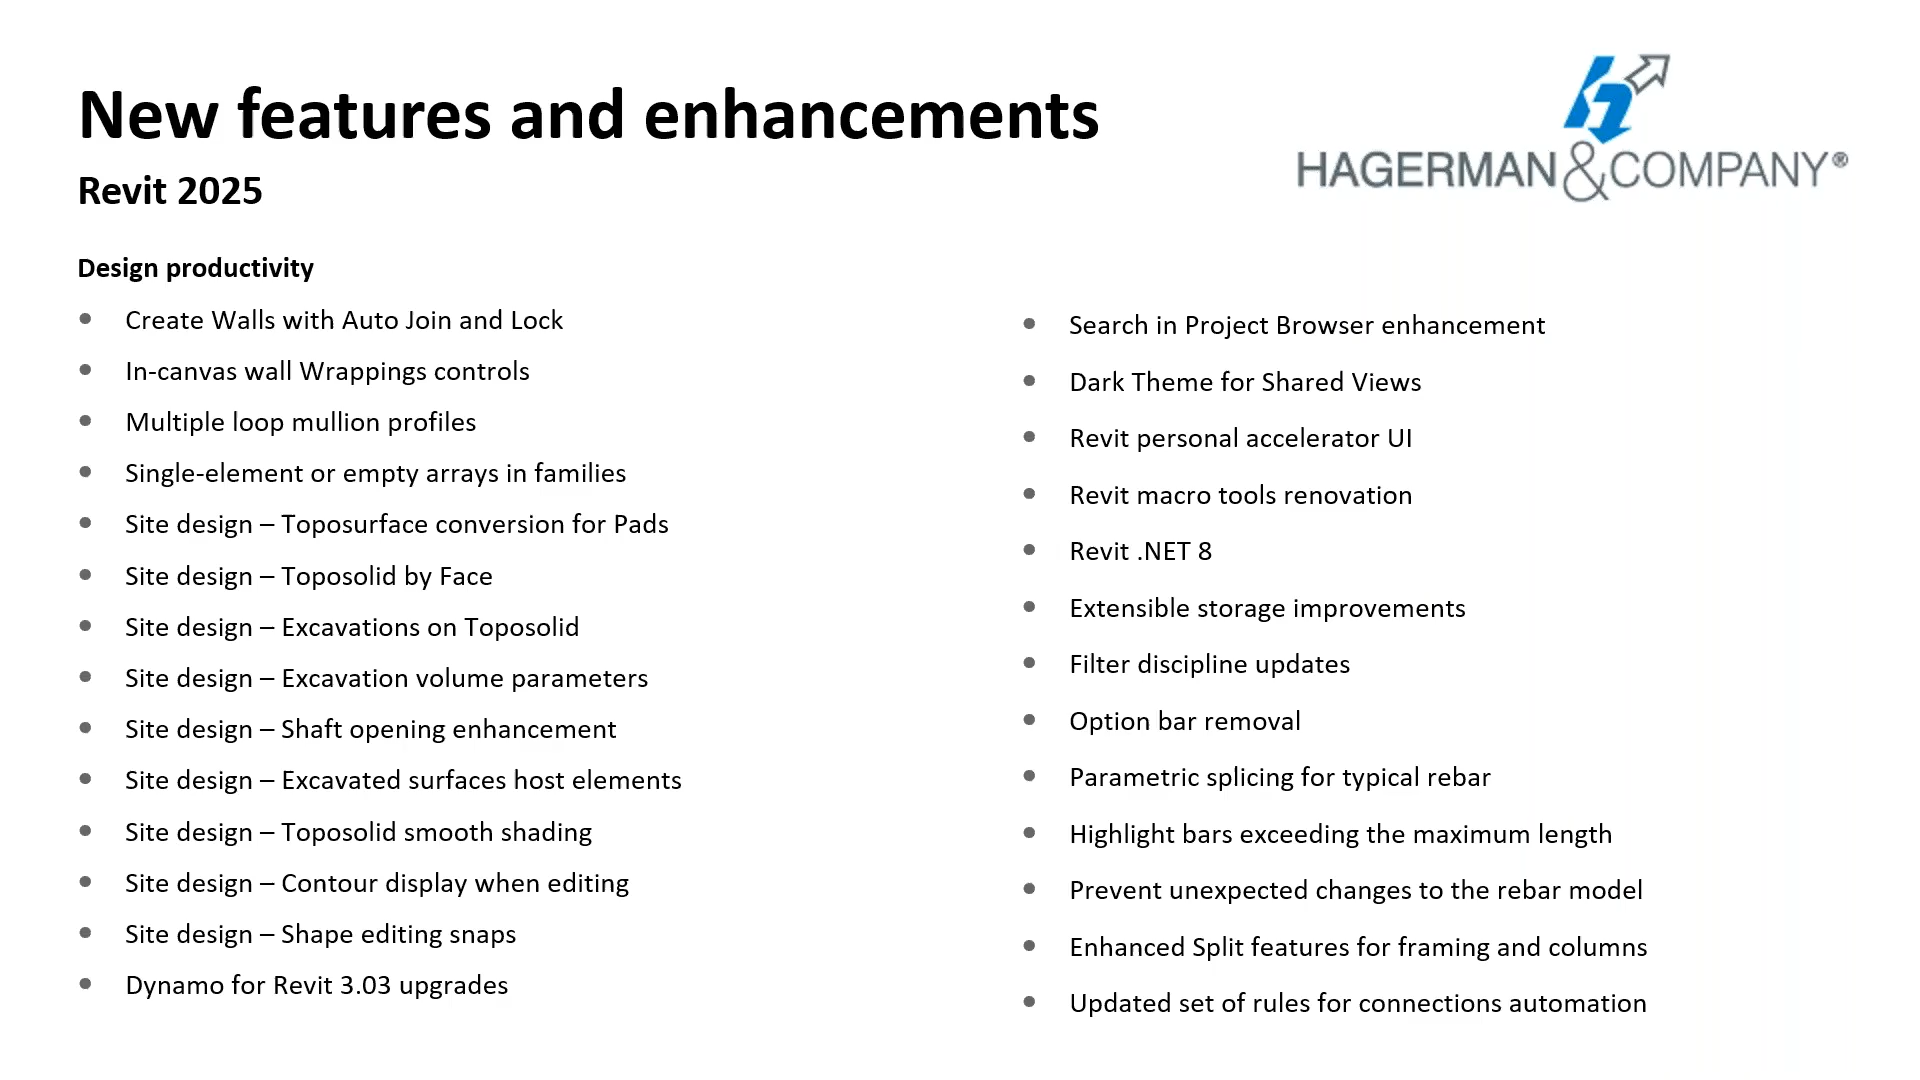 New features and enhancements
HAGERMAN & COMPANY®
Revit 2025
Design productivity
• Create Walls with Auto Join and Lock
• In-canvas wall Wrappings controls
• Multiple loop mullion profiles
• Single-element or empty arrays in families
• Site design – Toposurface conversion for Pads
• Site design – Toposolid by Face
• Site design – Excavations on Toposolid
• Site design – Excavation volume parameters
• Site design – Shaft opening enhancement
• Site design – Excavated surfaces host elements
• Site design – Toposolid smooth shading
• Site design – Contour display when editing
• Site design – Shape editing snaps
• Dynamo for Revit 3.03 upgrades
• Search in Project Browser enhancement
• Dark Theme for Shared Views
• Revit personal accelerator UI
• Revit macro tools renovation
• Revit .NET 8
• Extensible storage improvements
• Filter discipline updates
• Option bar removal
• Parametric splicing for typical rebar
• Highlight bars exceeding the maximum length
• Prevent unexpected changes to the rebar model
• Enhanced Split features for framing and columns
• Updated set of rules for connections automation